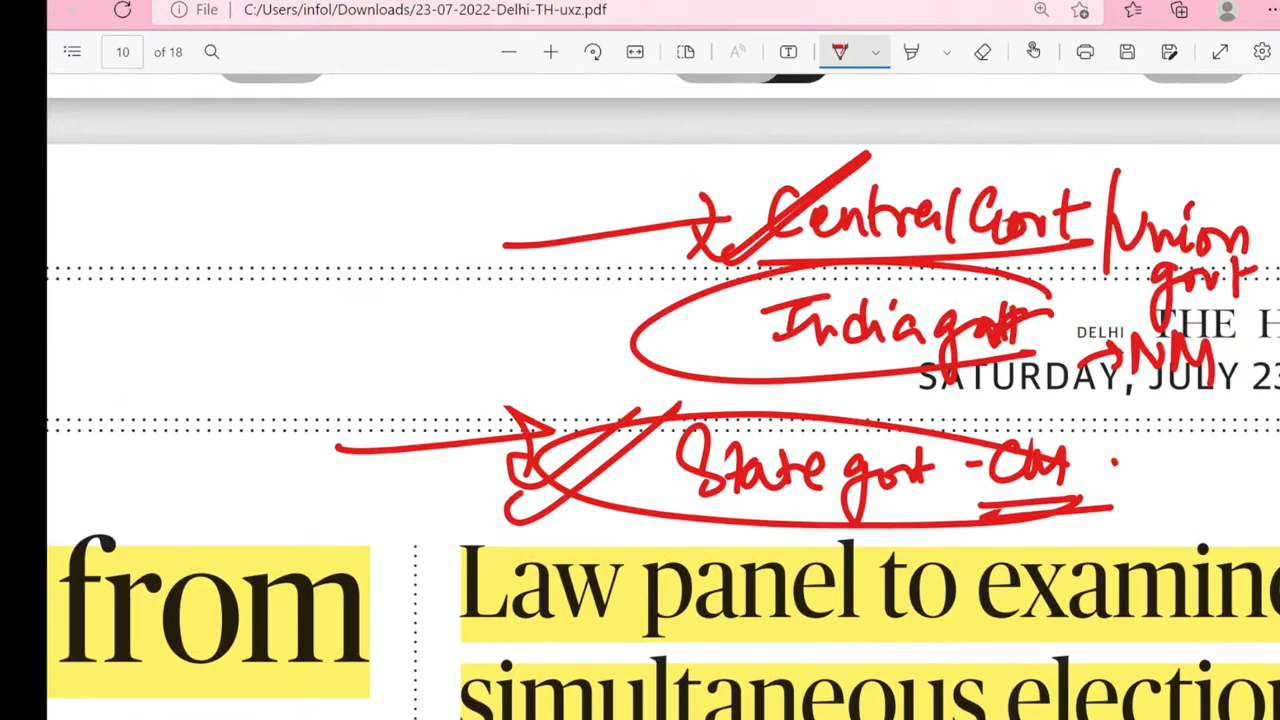 File C:/Users/infol/Downloads/23-07-2022-Delhi-TH-uxz.pdf
10 of 18
Central Govt / Union govt
India govt
DELHI THE H
→ NM
SATURDAY, JULY 23
State govt - CM
from
Law panel to examine
simultaneous election